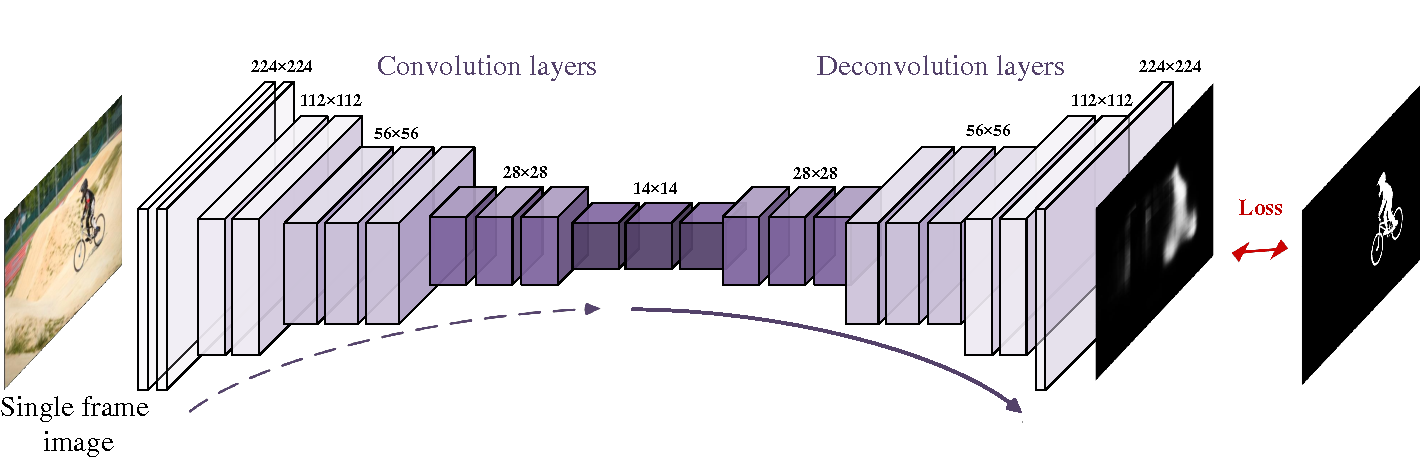 Convolution layers
Deconvolution layers
224×224
112×112
56×56
28×28
14×14
28×28
56×56
112×112
224×224
Loss
Single frame
image